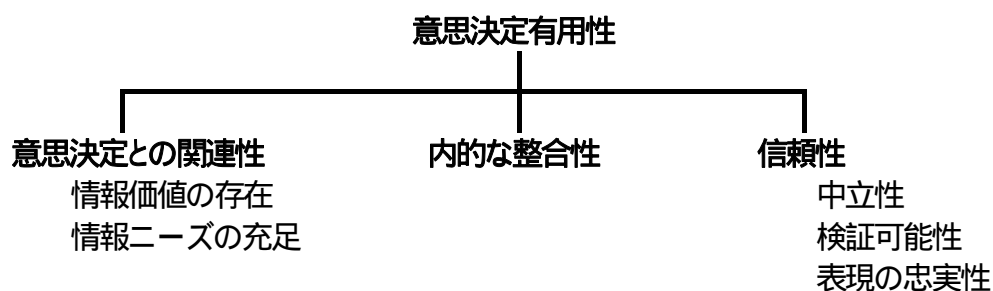 意思決定有用性
意思決定との関連性
情報価値の存在
情報ニーズの充足
内的な整合性
信頼性
中立性
検証可能性
表現の忠実性